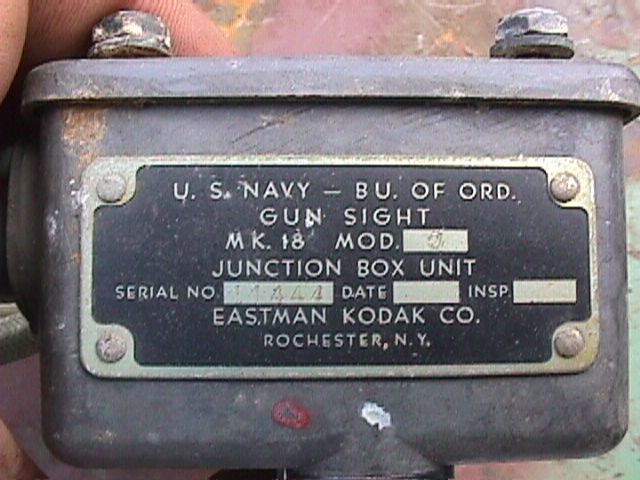 U. S. NAVY — BU. OF ORD.
GUN SIGHT
MK. 18 MOD.
JUNCTION BOX UNIT
SERIAL NO. DATE INSP.
EASTMAN KODAK CO.
ROCHESTER, N.Y.